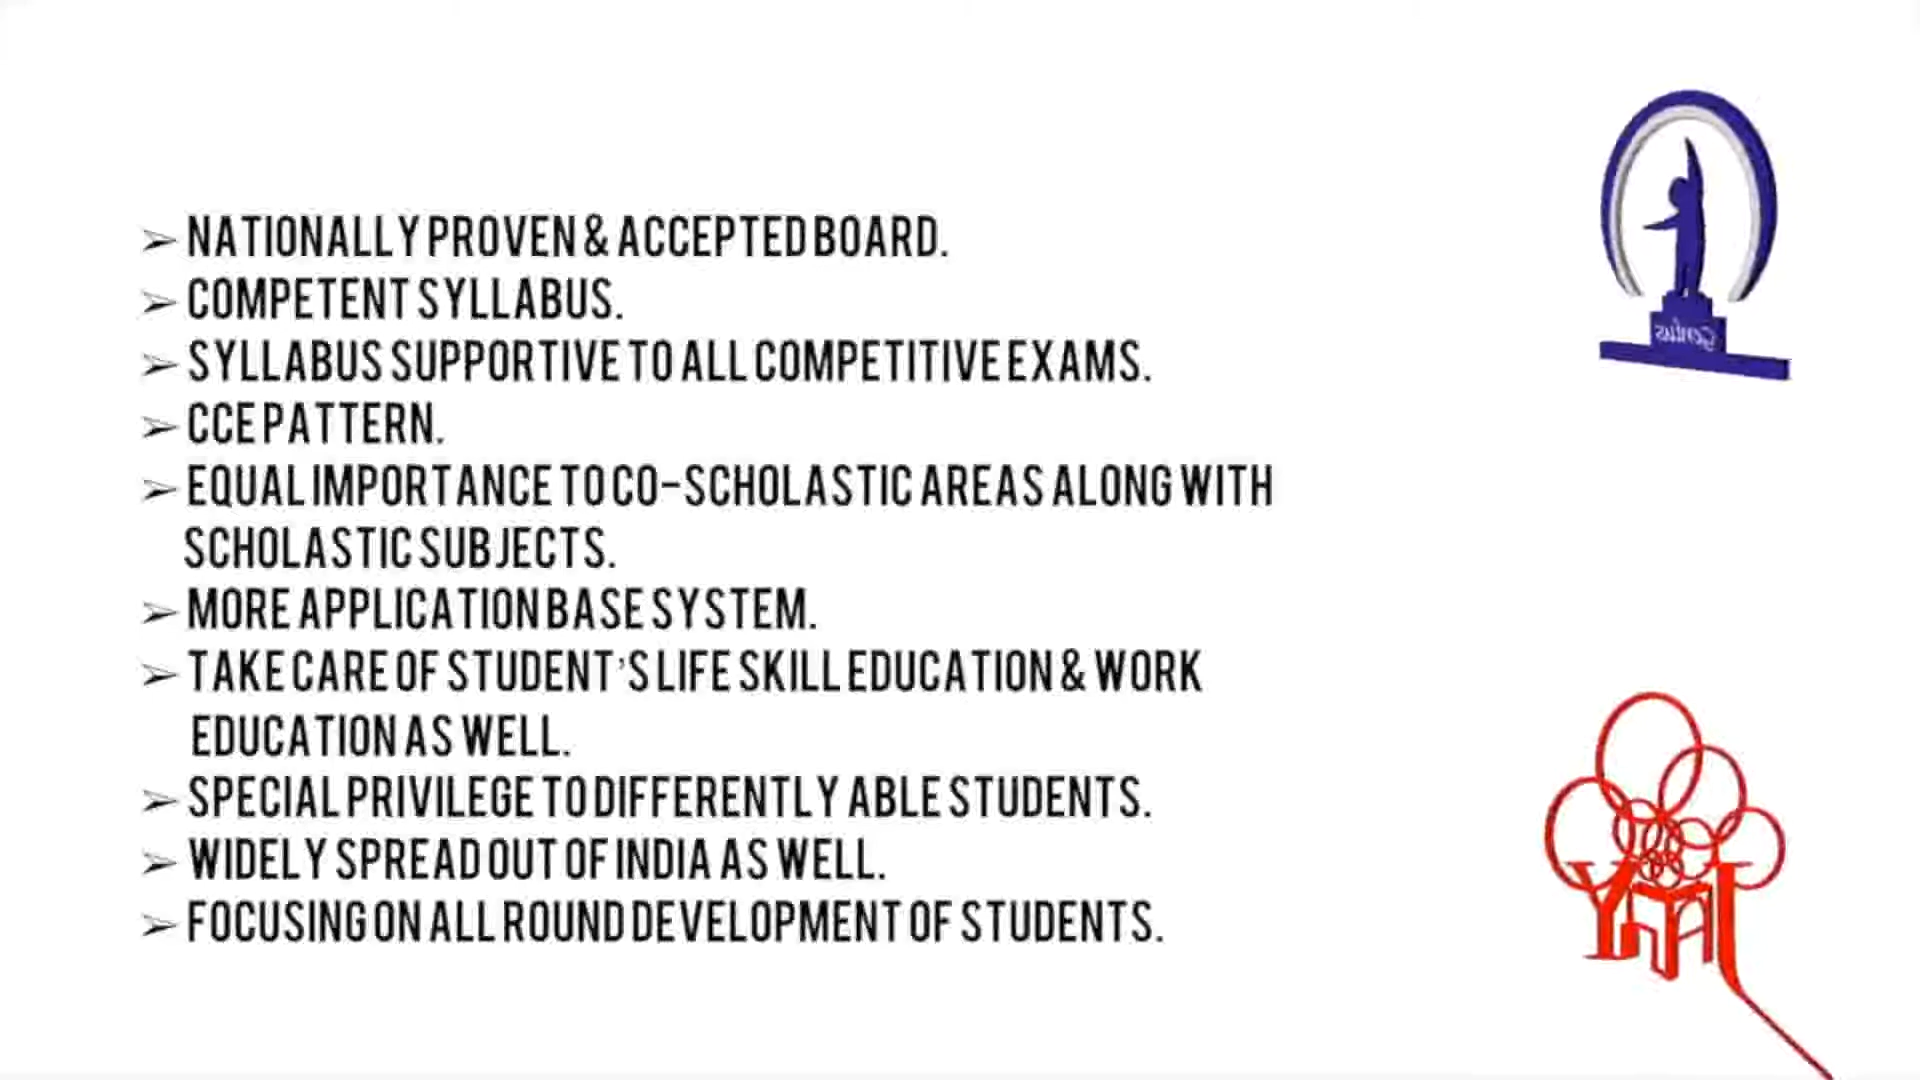 ➢ NATIONALLY PROVEN & ACCEPTED BOARD.
➢ COMPETENT SYLLABUS.
➢ SYLLABUS SUPPORTIVE TO ALL COMPETITIVE EXAMS.
➢ CCE PATTERN.
➢ EQUAL IMPORTANCE TO CO-SCHOLASTIC AREAS ALONG WITH
SCHOLASTIC SUBJECTS.
➢ MORE APPLICATION BASE SYSTEM.
➢ TAKE CARE OF STUDENT'S LIFE SKILL EDUCATION & WORK
EDUCATION AS WELL.
➢ SPECIAL PRIVILEGE TO DIFFERENTLY ABLE STUDENTS.
➢ WIDELY SPREAD OUT OF INDIA AS WELL.
➢ FOCUSING ON ALL ROUND DEVELOPMENT OF STUDENTS.
Genius